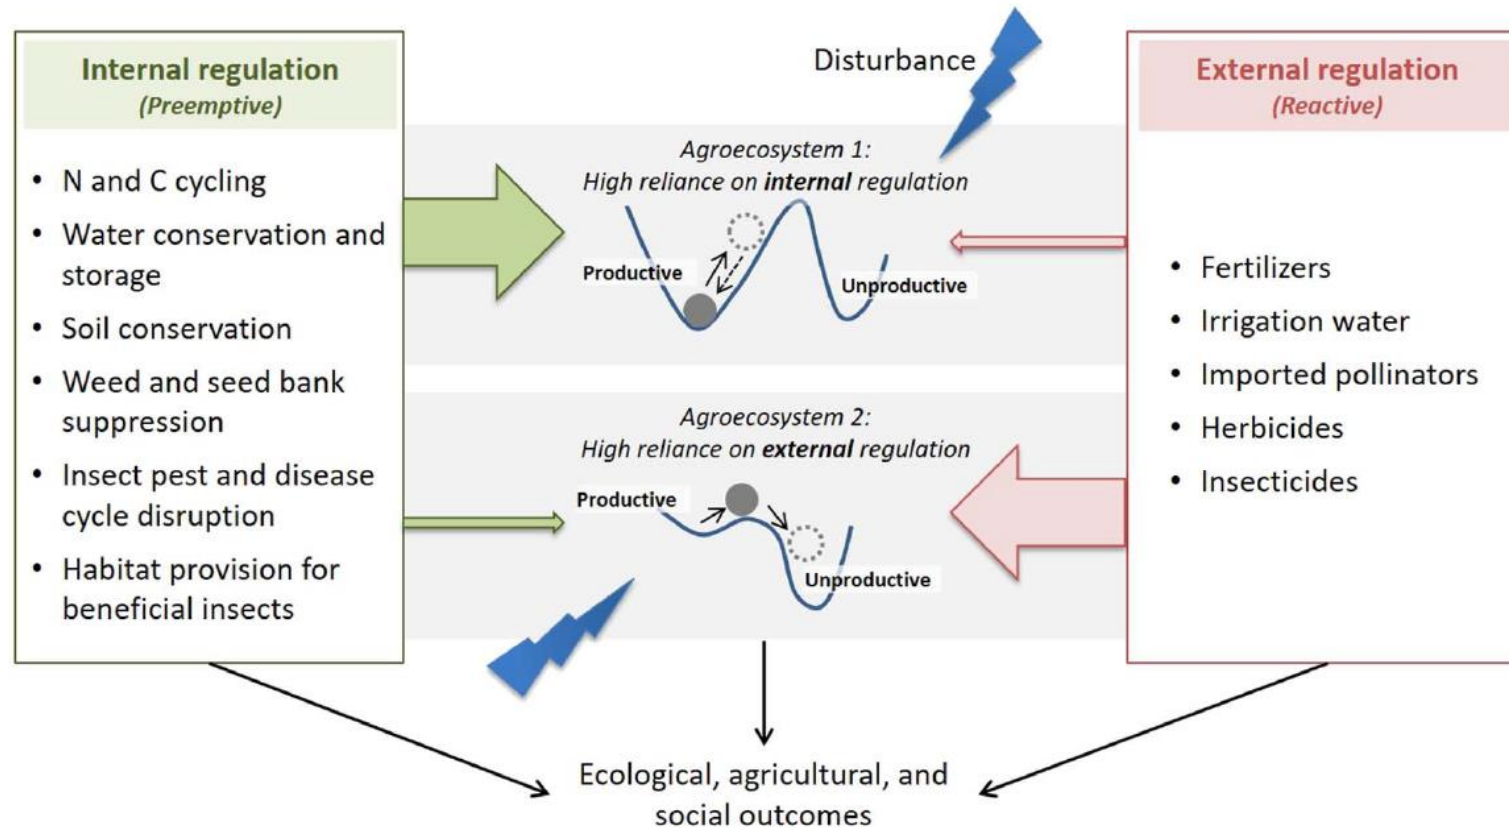 Internal regulation
(Preemptive)
• N and C cycling
• Water conservation and
storage
• Soil conservation
• Weed and seed bank
suppression
• Insect pest and disease
cycle disruption
• Habitat provision for
beneficial insects
Disturbance
Agroecosystem 1:
High reliance on internal regulation
Productive
Unproductive
Agroecosystem 2:
High reliance on external regulation
Productive
Unproductive
External regulation
(Reactive)
• Fertilizers
• Irrigation water
• Imported pollinators
• Herbicides
• Insecticides
Ecological, agricultural, and
social outcomes